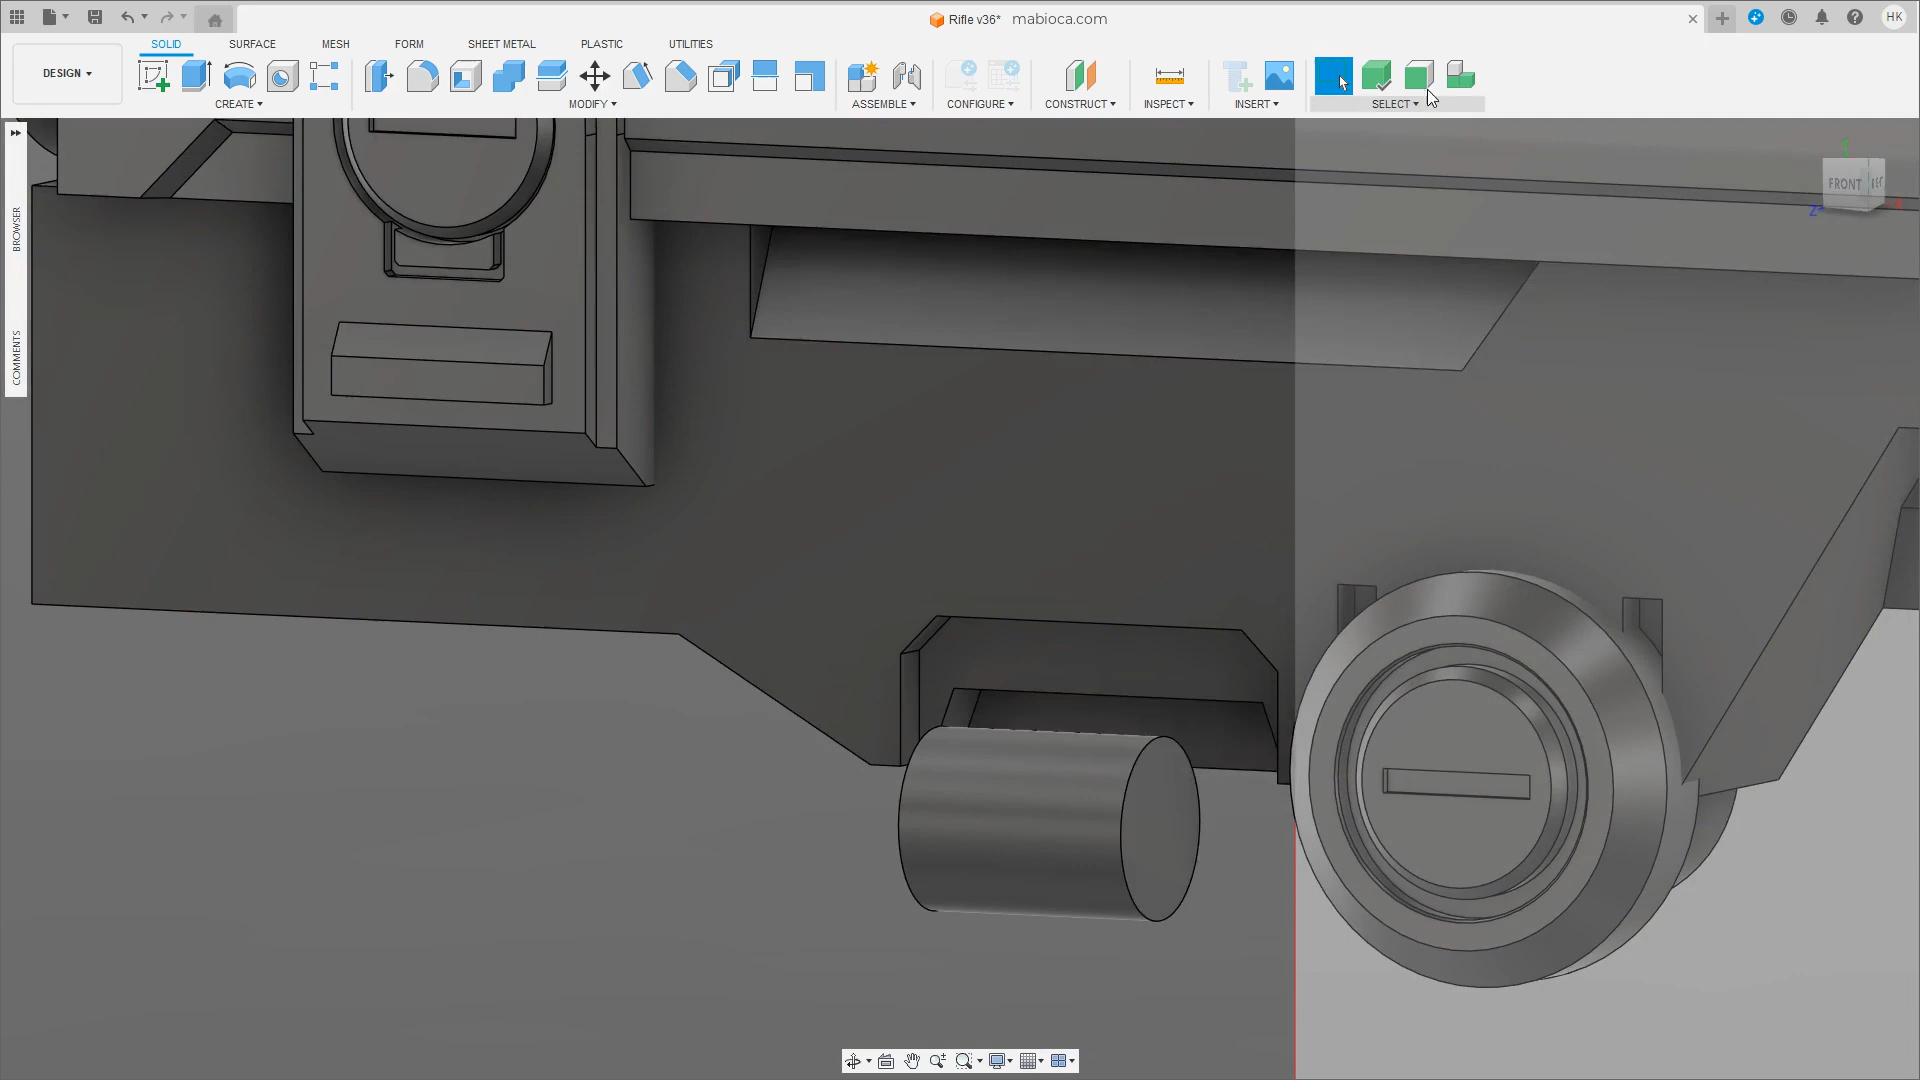 Rifle v36*
mabioca.com
HK
DESIGN
SOLID
SURFACE
MESH
FORM
SHEET METAL
PLASTIC
UTILITIES
CREATE
MODIFY
ASSEMBLE
CONFIGURE
CONSTRUCT
INSPECT
INSERT
SELECT
BROWSER
COMMENTS
Y
FRONT
Z